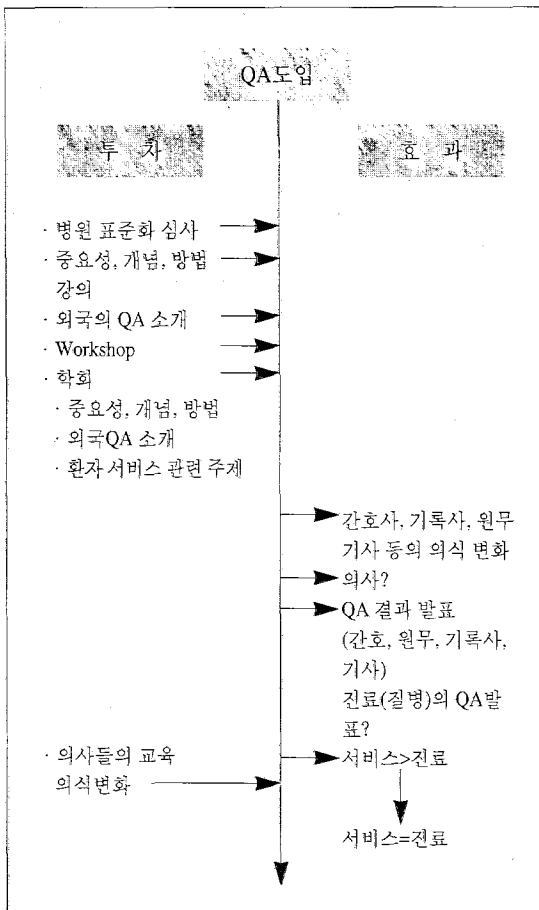 QA도입
투 자
효 과
· 병원 표준화 심사
· 중요성, 개념, 방법
강의
· 외국의 QA 소개
· Workshop
· 학회
· 중요성, 개념, 방법
· 외국QA 소개
· 환자 서비스 관련 주제
간호사, 기록사, 원무
기사 등의 의식 변화
의사?
QA 결과 발표
(간호, 원무, 기록사,
기사)
진료(질병)의 QA발
표?
· 의사들의 교육
의식변화
서비스>진료
서비스=진료